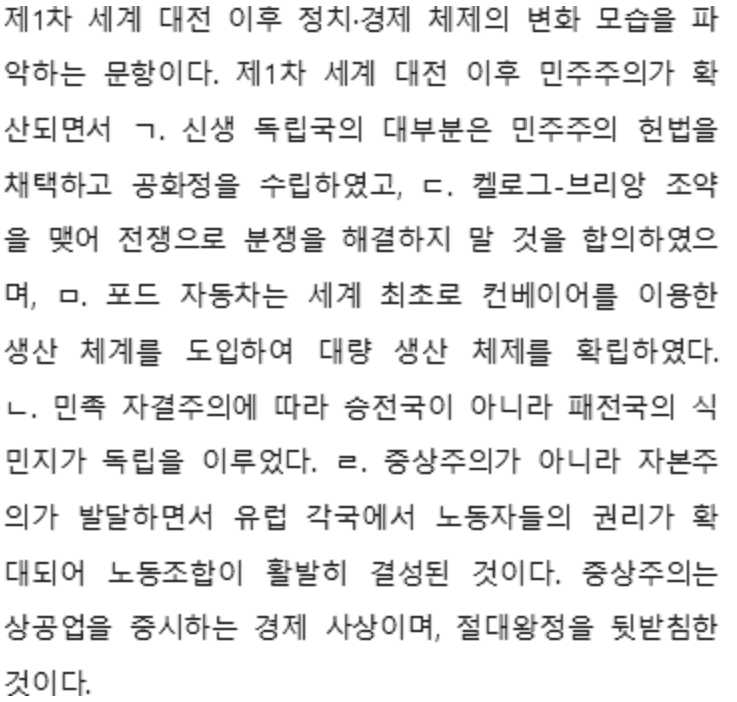 제1차 세계 대전 이후 정치·경제 체제의 변화 모습을 파
악하는 문항이다. 제1차 세계 대전 이후 민주주의가 확
산되면서 ㄱ. 신생 독립국의 대부분은 민주주의 헌법을
채택하고 공화정을 수립하였고, ㄷ. 켈로그-브리앙 조약
을 맺어 전쟁으로 분쟁을 해결하지 말 것을 합의하였으
며, ㅁ. 포드 자동차는 세계 최초로 컨베이어를 이용한
생산 체계를 도입하여 대량 생산 체제를 확립하였다.
ㄴ. 민족 자결주의에 따라 승전국이 아니라 패전국의 식
민지가 독립을 이루었다. ㄹ. 중상주의가 아니라 자본주
의가 발달하면서 유럽 각국에서 노동자들의 권리가 확
대되어 노동조합이 활발히 결성된 것이다. 중상주의는
상공업을 중시하는 경제 사상이며, 절대왕정을 뒷받침한
것이다.